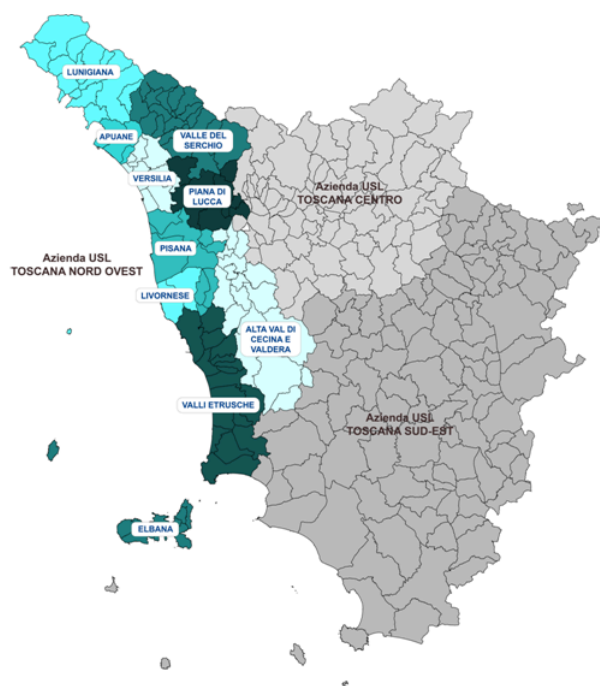 LUNIGIANA
APUANE
VALLE DEL
SERCHIO
VERSILIA
PIANA DI
LUCCA
Azienda USL
TOSCANA CENTRO
PISANA
Azienda USL
TOSCANA NORD OVEST
LIVORNESE
ALTA VAL DI
CECINA E
VALDERA
VALLI ETRUSCHE
Azienda USL
TOSCANA SUD-EST
ELBANA